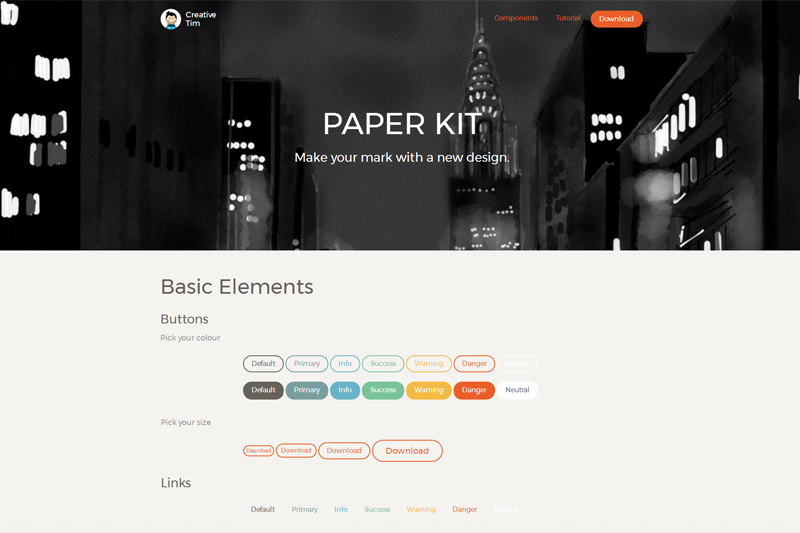 Creative
Tim
Components Tutorial Download
PAPER KIT
Make your mark with a new design.
Basic Elements
Buttons
Pick your colour
Default Primary Info Success Warning Danger Neutral
Default Primary Info Success Warning Danger Neutral
Pick your size
Download Download Download Download
Links
Default Primary Info Success Warning Danger Neutral